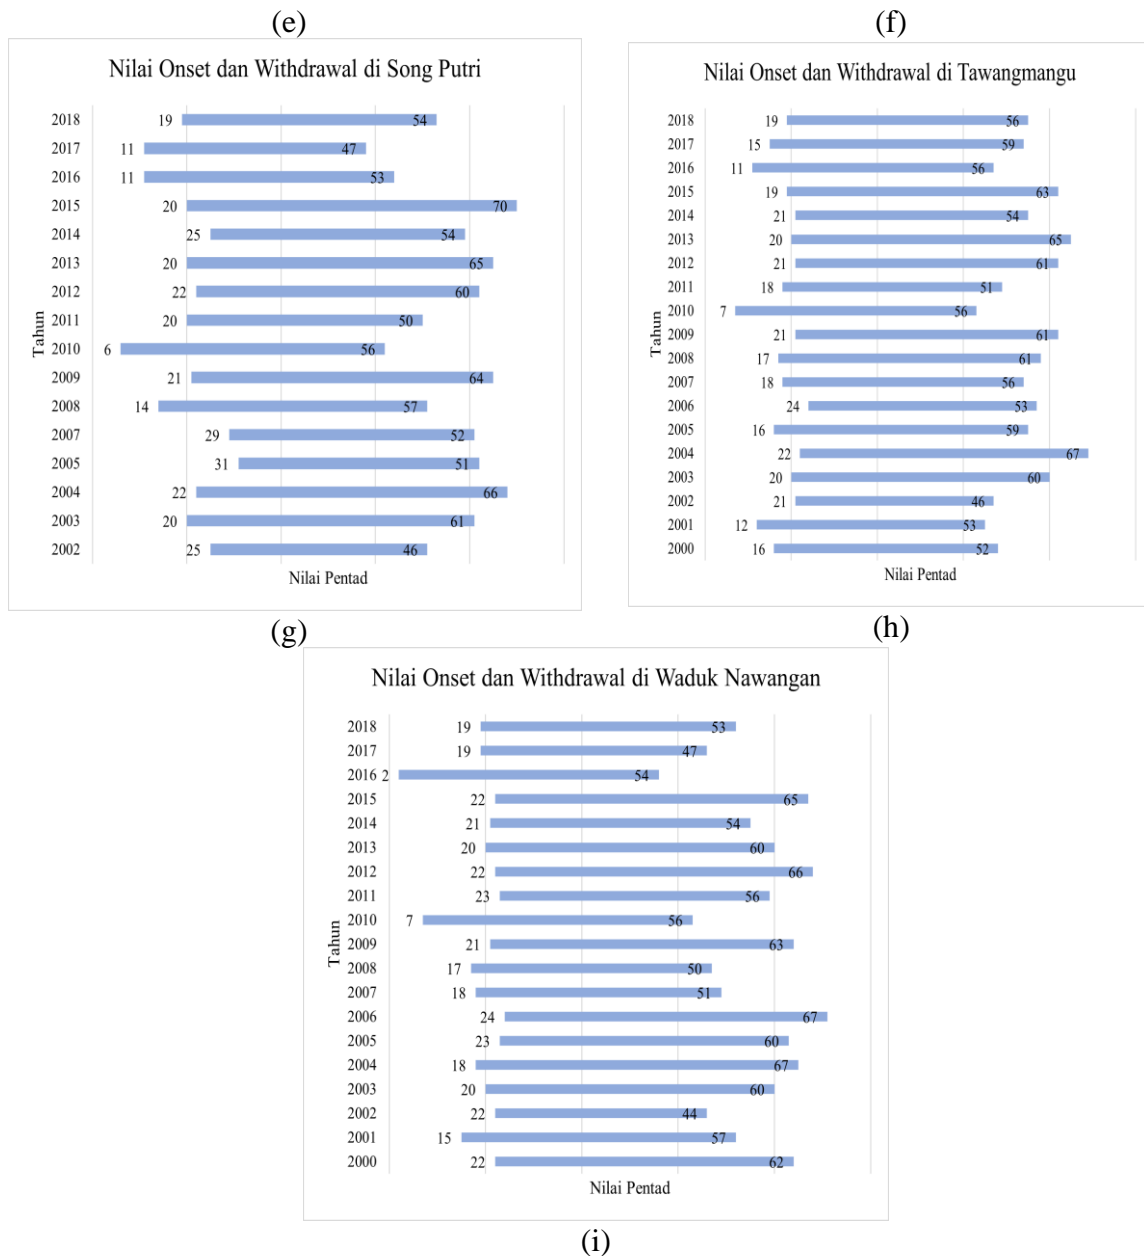 (e)
(f)
Nilai Onset dan Withdrawal di Song Putri
2018 19 54
2017 11 47
2016 11 53
2015 20 70
2014 25 54
2013 20 65
2012 22 60
2011 20 50
2010 6 56
2009 21 64
2008 14 57
2007 29 52
2005 31 51
2004 22 66
2003 20 61
2002 25 46
Tahun
Nilai Pentad
Nilai Onset dan Withdrawal di Tawangmangu
2018 19 56
2017 15 59
2016 11 56
2015 19 63
2014 21 54
2013 20 65
2012 21 61
2011 18 51
2010 7 56
2009 21 61
2008 17 61
2007 18 56
2006 24 53
2005 16 59
2004 22 67
2003 20 60
2002 21 46
2001 12 53
2000 16 52
Tahun
Nilai Pentad
(g)
(h)
Nilai Onset dan Withdrawal di Waduk Nawangan
2018 19 53
2017 19 47
2016 2 54
2015 22 65
2014 21 54
2013 20 60
2012 22 66
2011 23 56
2010 7 56
2009 21 63
2008 17 50
2007 18 51
2006 24 67
2005 23 60
2004 18 67
2003 20 60
2002 22 44
2001 15 57
2000 22 62
Tahun
Nilai Pentad
(i)